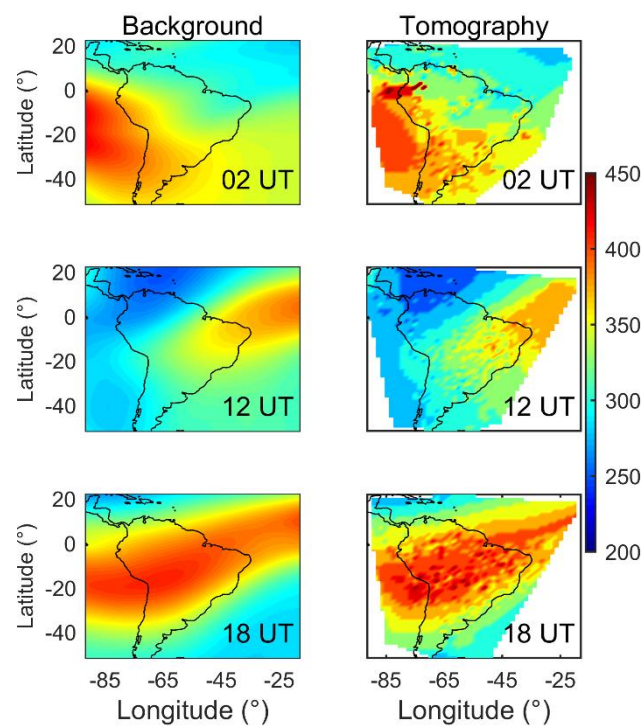 Background Tomography
20
0
-20
-40
Latitude (°)
02 UT 02 UT
20
0
-20
-40
Latitude (°)
12 UT 12 UT
20
0
-20
-40
Latitude (°)
18 UT 18 UT
-85 -65 -45 -25 -85 -65 -45 -25
Longitude (°) Longitude (°)
450
400
350
300
250
200